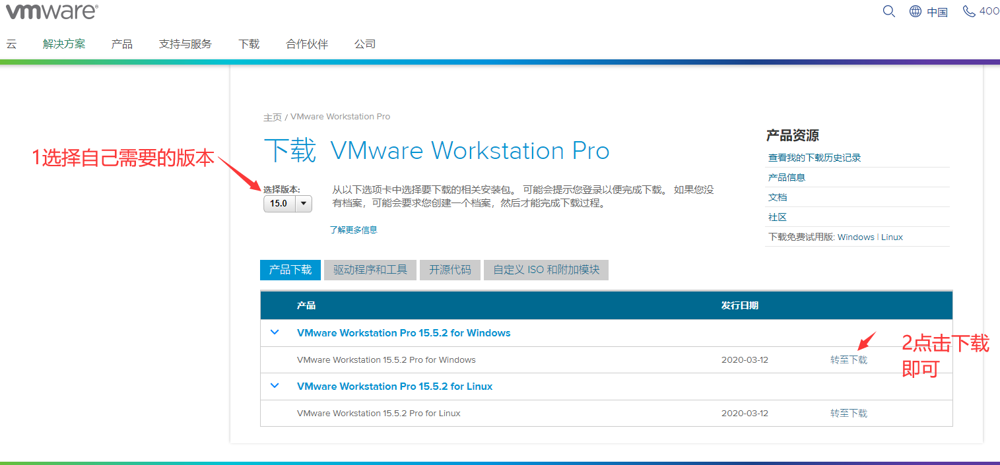 vmware®
中国
400
云
解决方案
产品
支持与服务
下载
合作伙伴
公司
主页 / VMware Workstation Pro
下载 VMware Workstation Pro
1选择自己需要的版本
选择版本:
15.0
从以下选项卡中选择要下载的相关安装包。 可能会提示您登录以便完成下载。 如果您没
有档案，可能会要求您创建一个档案，然后才能完成下载过程。
了解更多信息
产品资源
查看我的下载历史记录
产品信息
文档
社区
下载免费试用版: Windows | Linux
产品下载
驱动程序和工具
开源代码
自定义 ISO 和附加模块
产品
发行日期
VMware Workstation Pro 15.5.2 for Windows
VMware Workstation 15.5.2 Pro for Windows
2020-03-12
转至下载
2点击下载
即可
VMware Workstation Pro 15.5.2 for Linux
VMware Workstation 15.5.2 Pro for Linux
2020-03-12
转至下载